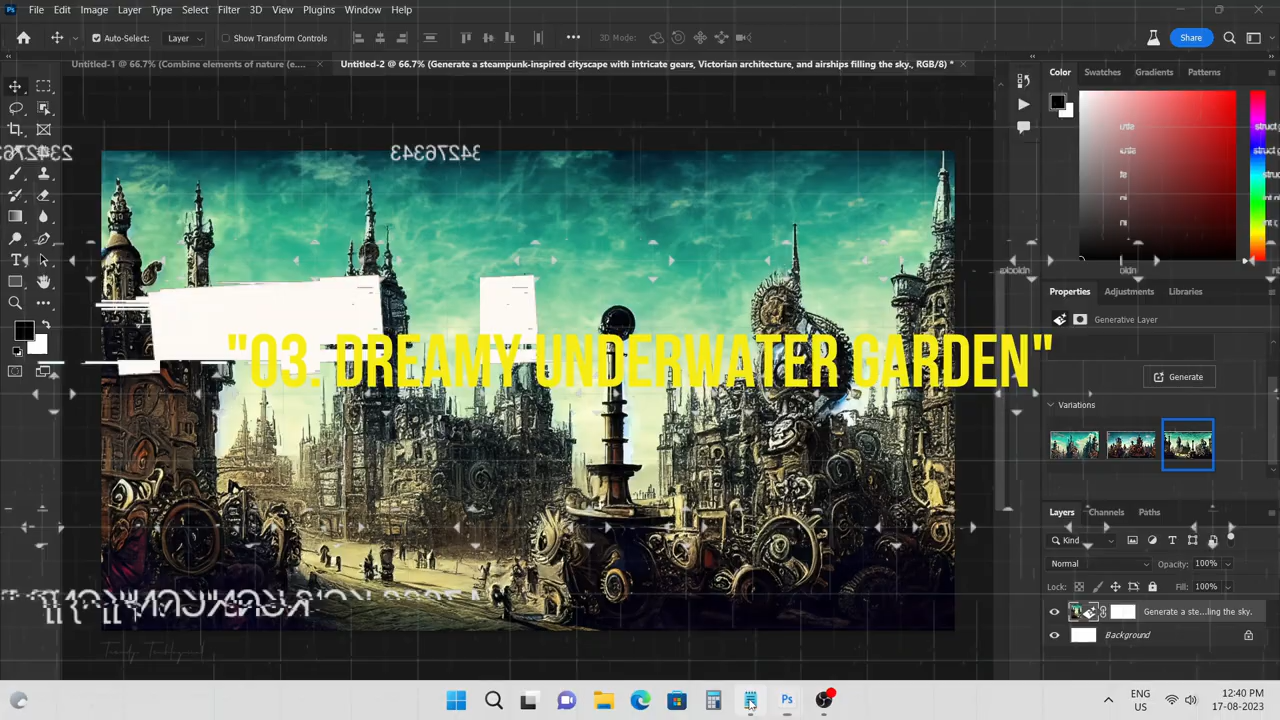 File Edit Image Layer Type Select Filter 3D View Plugins Window Help
Auto-Select: Layer Show Transform Controls 3D Mode: Share
Untitled-1 @ 66.7% (Combine elements of nature (e.... × Untitled-2 @ 66.7% (Generate a steampunk-inspired cityscape with intricate gears, Victorian architecture, and airships filling the sky., RGB/8) * ×
Color Swatches Gradients Patterns
34276343
Properties Adjustments Libraries
Generative Layer
"03. DREAMY UNDERWATER GARDEN"
Generate
Variations
Layers Channels Paths
Kind
Normal Opacity: 100%
Lock: Fill: 100%
Generate a ste...ling the sky.
Background
ENG
US
12:40 PM
17-08-2023